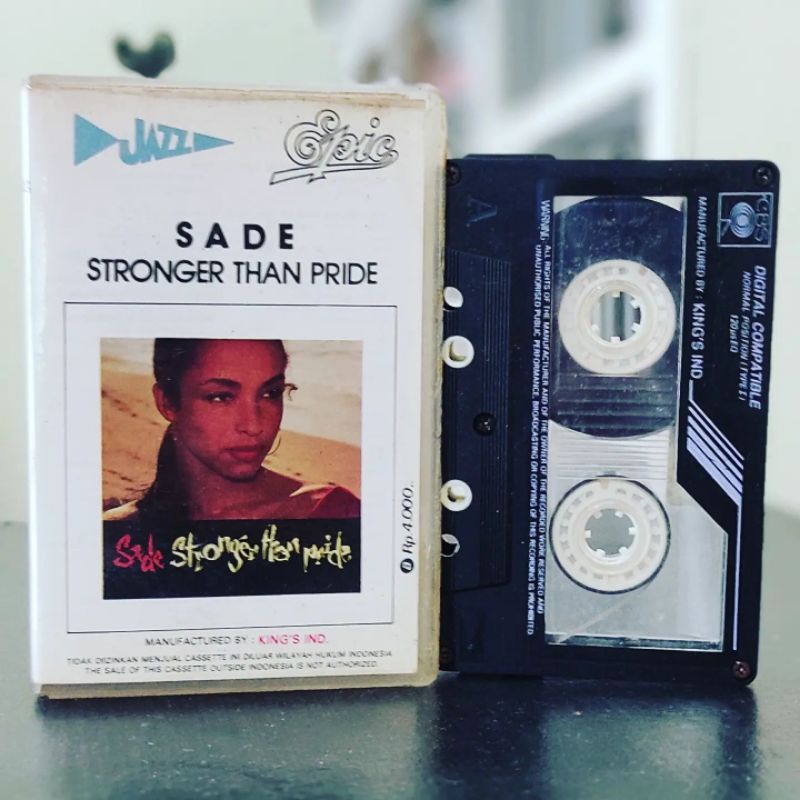 JAZZ
Epic
SADE
STRONGER THAN PRIDE
Sade Stronger than pride
Rp. 4.000..
MANUFACTURED BY : KING'S IND.
TIDAK DIIZINKAN MENJUAL CASSETTE INI DILUAR WILAYAH HUKUM INDONESIA
THE SALE OF THIS CASSETTE OUTSIDE INDONESIA IS NOT AUTHORIZED.
A
WARNING: ALL RIGHTS OF THE MANUFACTURER AND OF THE OWNER OF THE RECORDED WORK RESERVED AND
UNAUTHORISED PUBLIC PERFORMANCE, BROADCASTING OR COPYING OF THIS RECORDING IS PROHIBITED.
CBS
MANUFACTURED BY : KING'S IND
DIGITAL COMPATIBLE
NORMAL POSITION (TYPE I)
120µs EQ